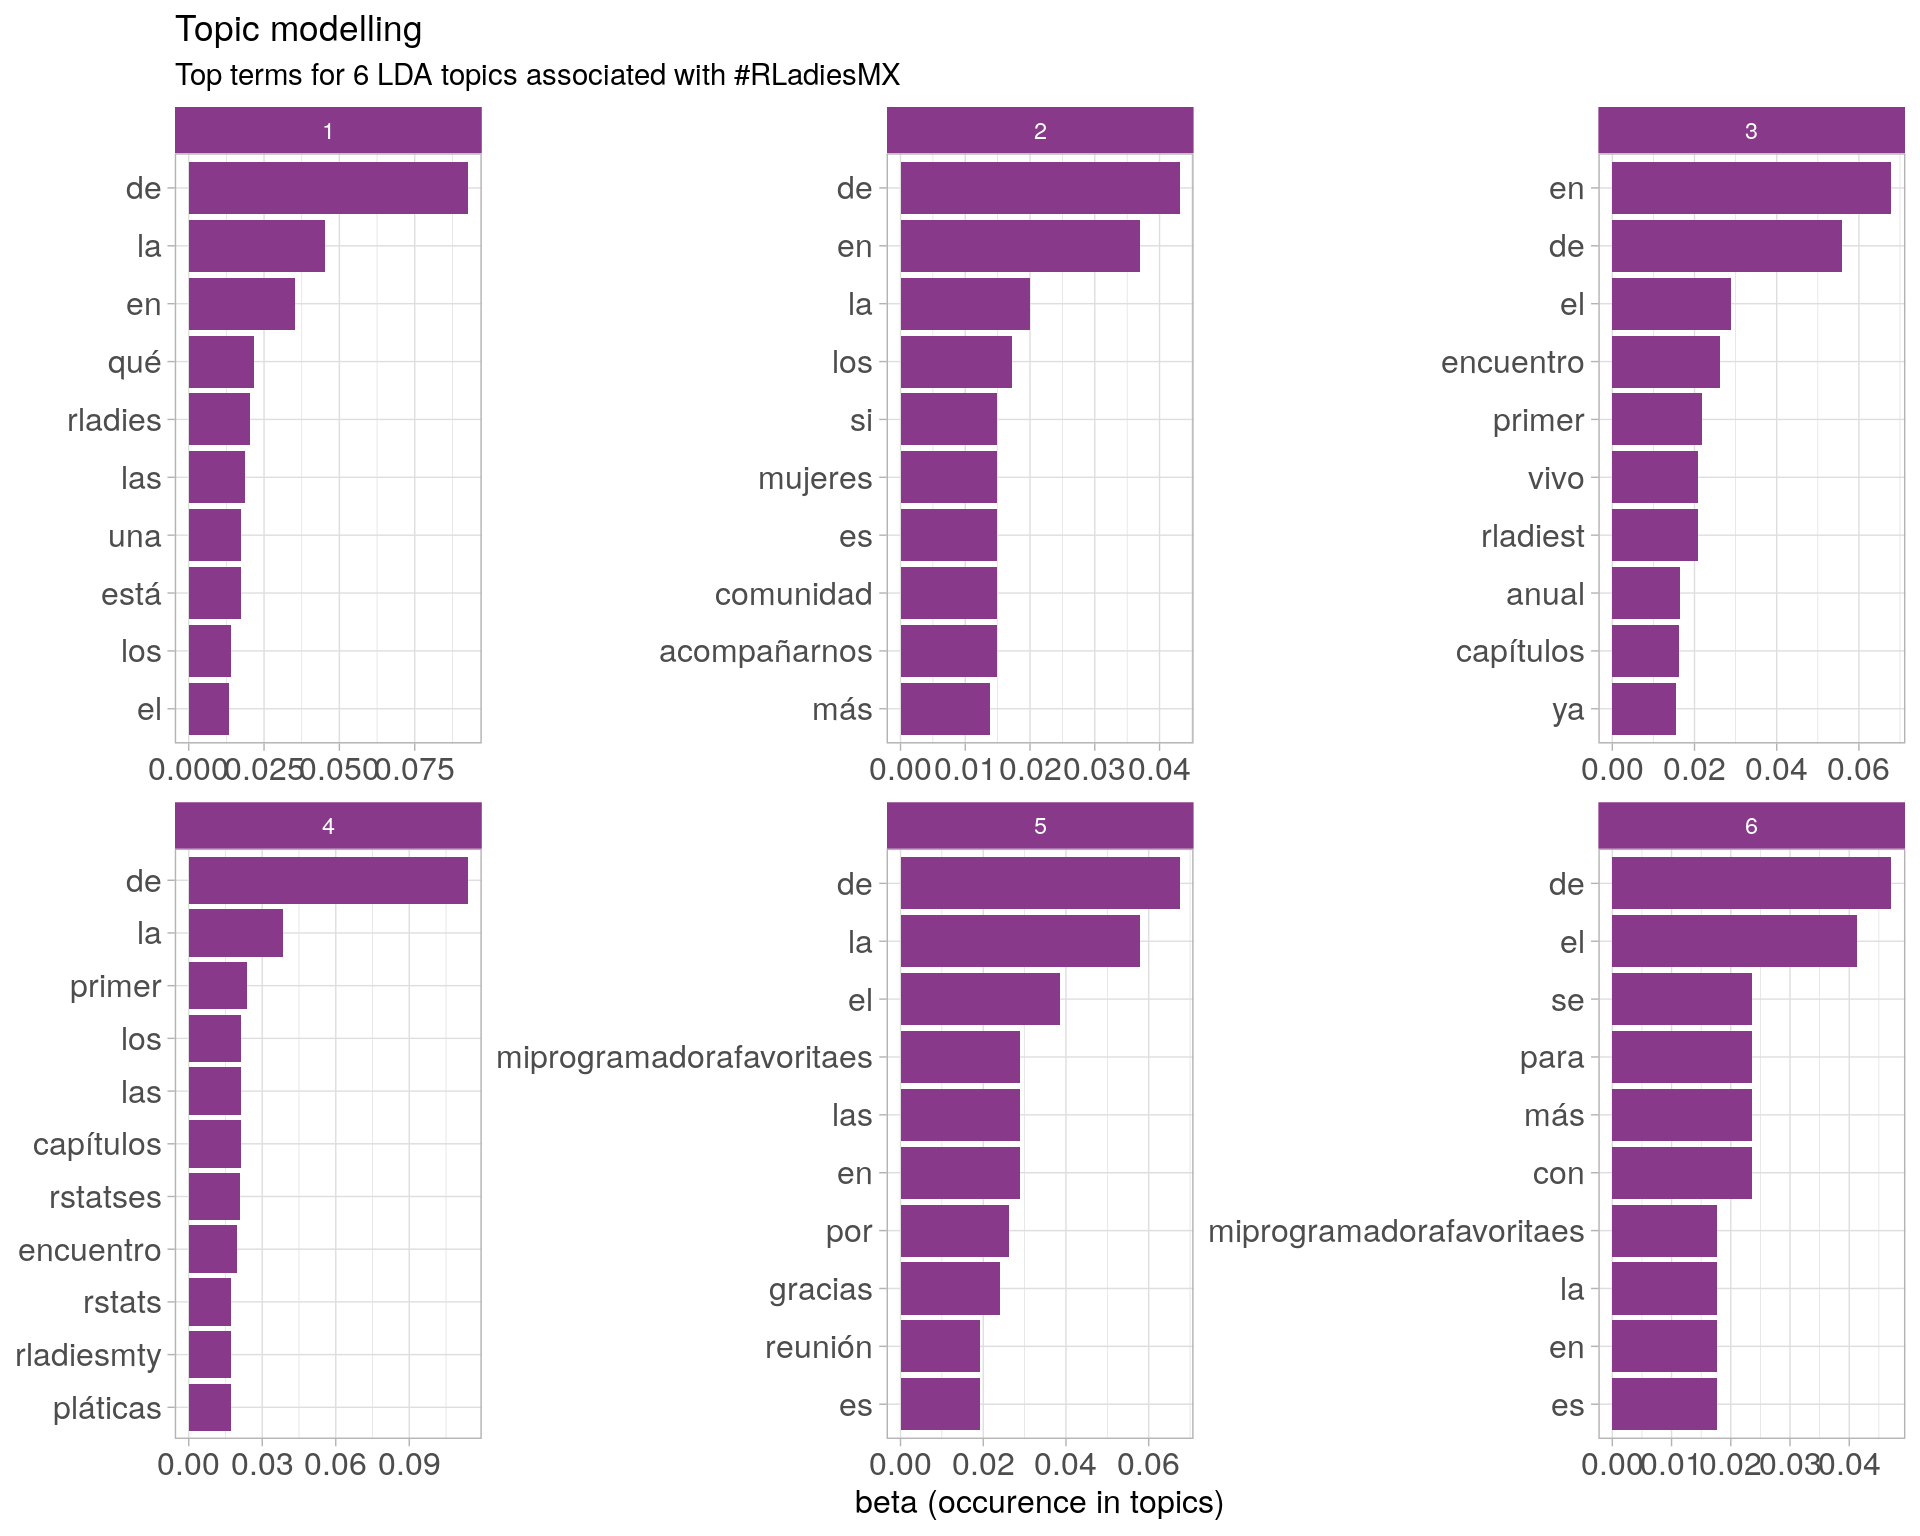 Topic modelling
Top terms for 6 LDA topics associated with #RLadiesMX
1
de
la
en
qué
rladies
las
una
está
los
el
0.000 0.025 0.050 0.075
2
de
en
la
los
si
mujeres
es
comunidad
acompañarnos
más
0.00 0.01 0.02 0.03 0.04
3
en
de
el
encuentro
primer
vivo
rladiest
anual
capítulos
ya
0.00 0.02 0.04 0.06
4
de
la
primer
los
las
capítulos
rstatses
encuentro
rstats
rladiesmty
pláticas
0.00 0.03 0.06 0.09
5
de
la
el
miprogramadorafavoritaes
las
en
por
gracias
reunión
es
0.00 0.02 0.04 0.06
6
de
el
se
para
más
con
miprogramadorafavoritaes
la
en
es
0.00 0.01 0.02 0.03 0.04
beta (occurence in topics)